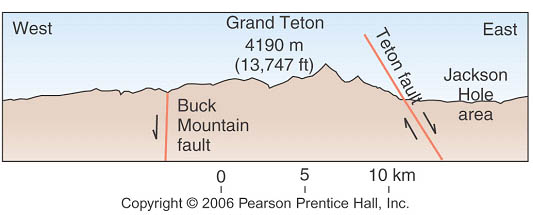 West
Grand Teton
4190 m
(13,747 ft)
East
Teton fault
Jackson
Hole
area
Buck
Mountain
fault
0 5 10 km
Copyright © 2006 Pearson Prentice Hall, Inc.